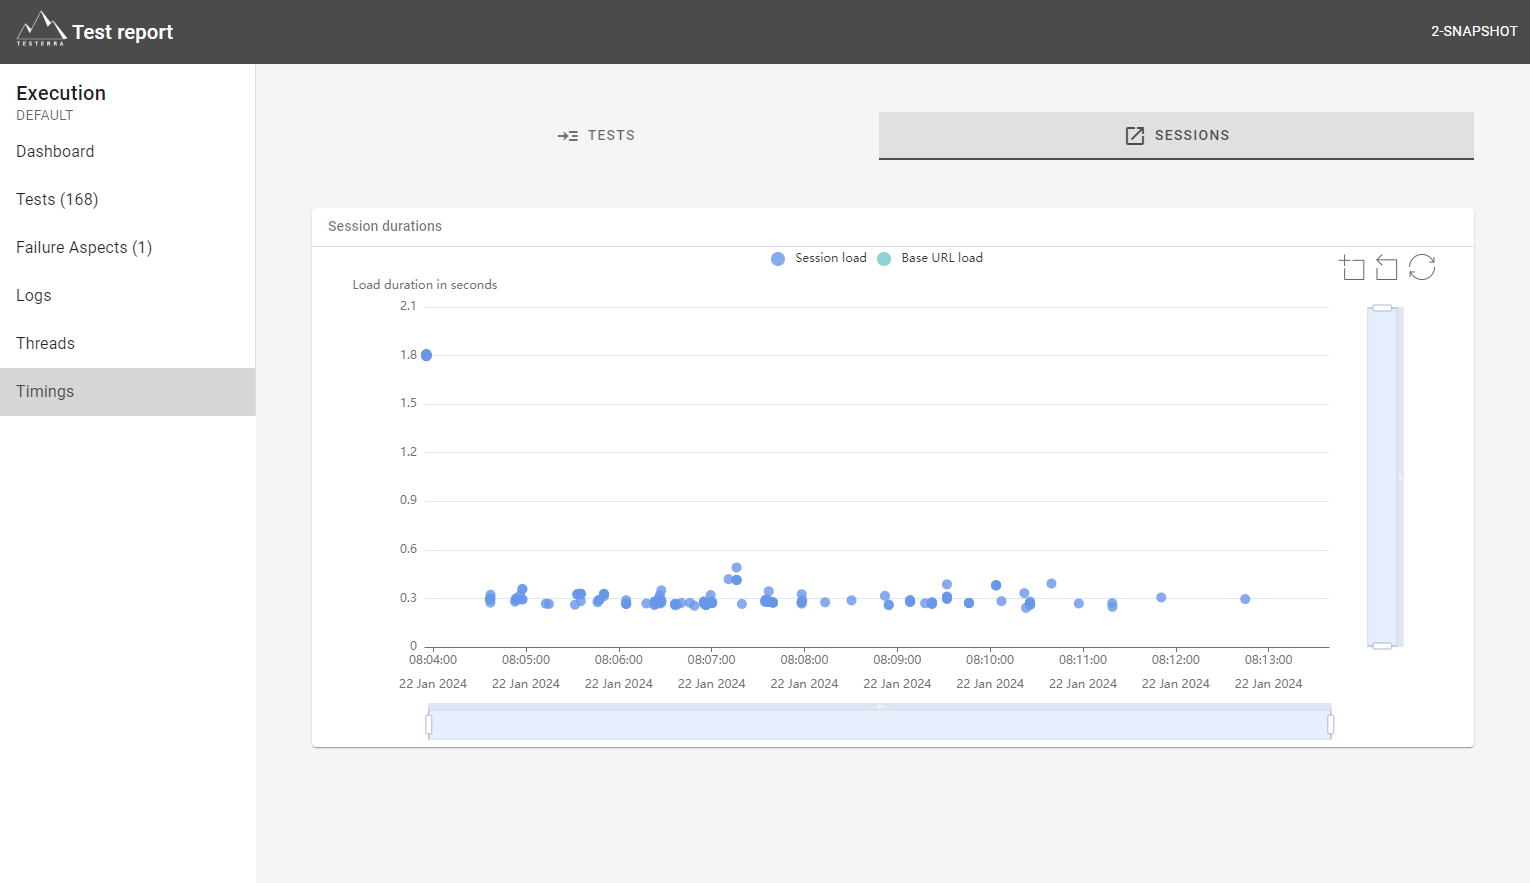 TESTERRA
Test report
2-SNAPSHOT
Execution
DEFAULT
Dashboard
Tests (168)
Failure Aspects (1)
Logs
Threads
Timings
TESTS
SESSIONS
Session durations
Session load
Base URL load
Load duration in seconds
2.1
1.8
1.5
1.2
0.9
0.6
0.3
0
08:04:00 08:05:00 08:06:00 08:07:00 08:08:00 08:09:00 08:10:00 08:11:00 08:12:00 08:13:00
22 Jan 2024 22 Jan 2024 22 Jan 2024 22 Jan 2024 22 Jan 2024 22 Jan 2024 22 Jan 2024 22 Jan 2024 22 Jan 2024 22 Jan 2024